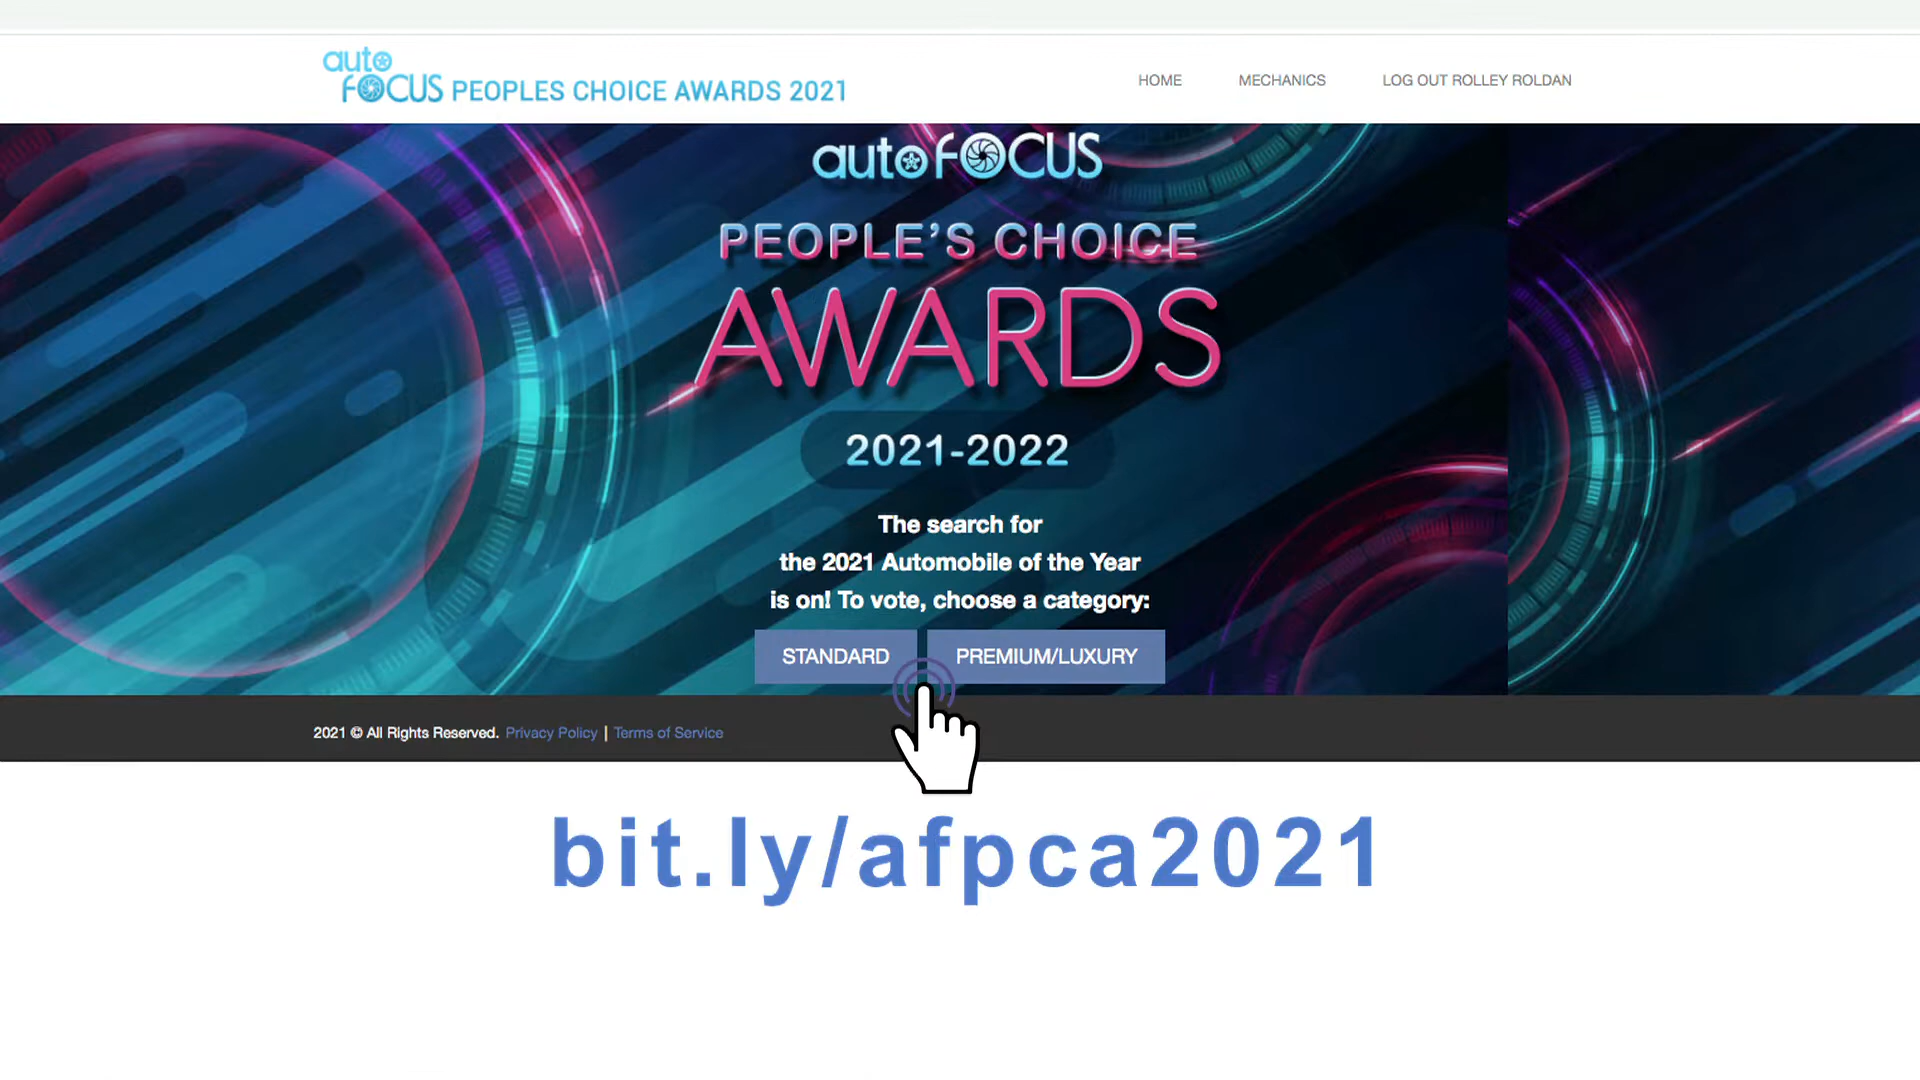 auto
FOCUS PEOPLES CHOICE AWARDS 2021
HOME MECHANICS LOG OUT ROLLEY ROLDAN
auto FOCUS
PEOPLE'S CHOICE
AWARDS
2021-2022
The search for
the 2021 Automobile of the Year
is on! To vote, choose a category:
STANDARD PREMIUM/LUXURY
2021 © All Rights Reserved. Privacy Policy | Terms of Service
bit.ly/afpca2021